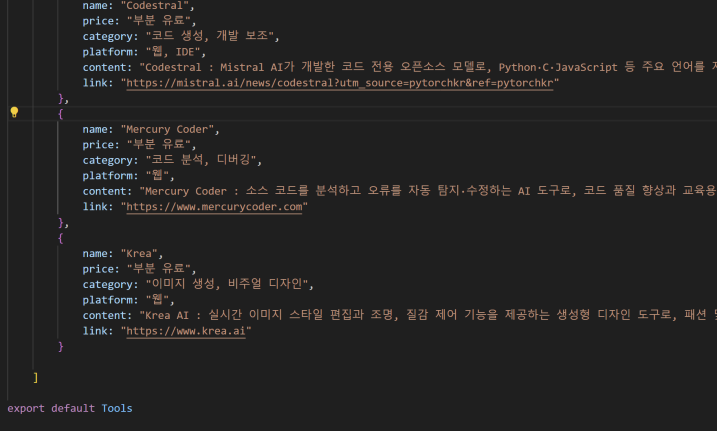 name: "Codestral",
price: "부분 유료",
category: "코드 생성, 개발 보조",
platform: "웹, IDE",
content: "Codestral : Mistral AI가 개발한 코드 전용 오픈소스 모델로, Python·C·JavaScript 등 주요 언어를
link: "https://mistral.ai/news/codestral?utm_source=pytorchkr&ref=pytorchkr"
},
{
name: "Mercury Coder",
price: "부분 유료",
category: "코드 분석, 디버깅",
platform: "웹",
content: "Mercury Coder : 소스 코드를 분석하고 오류를 자동 탐지·수정하는 AI 도구로, 코드 품질 향상과 교육용
link: "https://www.mercurycoder.com"
},
{
name: "Krea",
price: "부분 유료",
category: "이미지 생성, 비주얼 디자인",
platform: "웹",
content: "Krea AI : 실시간 이미지 스타일 편집과 조명, 질감 제어 기능을 제공하는 생성형 디자인 도구로, 패션
link: "https://www.krea.ai"
}
]
export default Tools